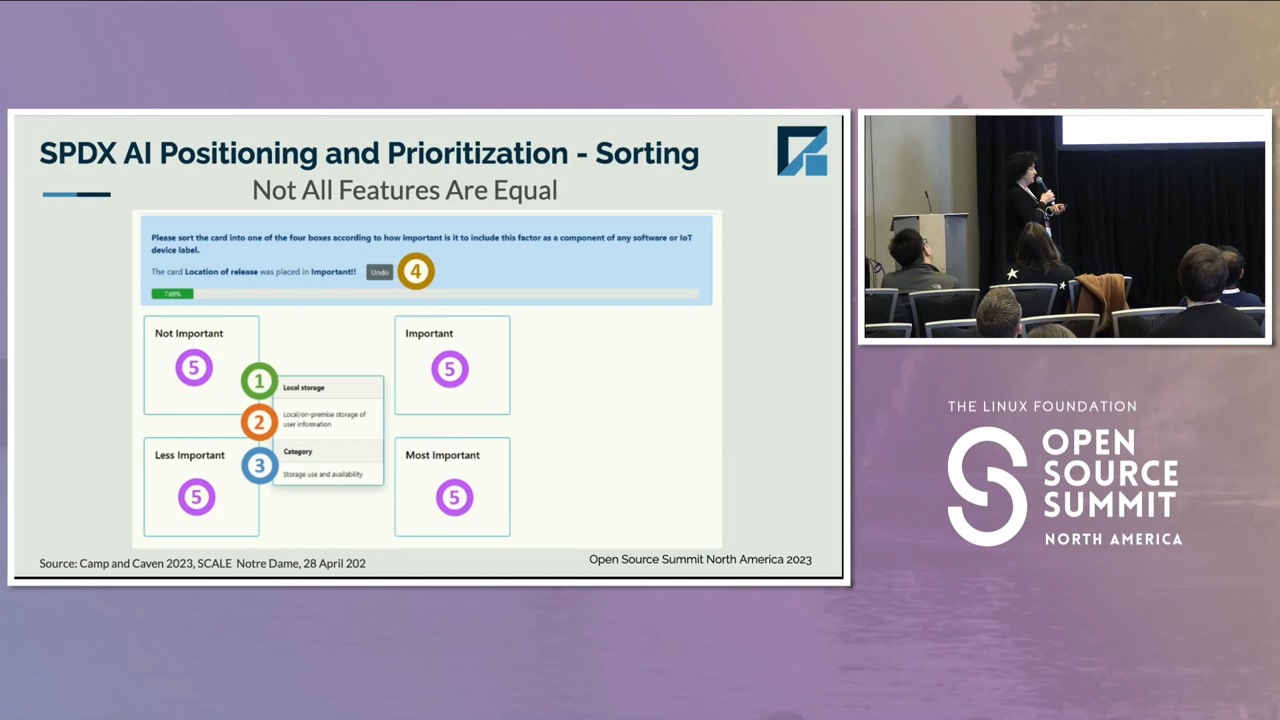 SPDX AI Positioning and Prioritization - Sorting
Not All Features Are Equal
Please sort the card into one of the four boxes according to how important is it to include this factor as a component of any software or IoT
device label.
The card Location of release was placed in Important!!
Undo
4
7.69%
Not Important
5
Important
5
1
Local storage
2
Local/on-premise storage of
user information
3
Category
Storage use and availability
Less Important
5
Most Important
5
Source: Camp and Caven 2023, SCALE Notre Dame, 28 April 202
Open Source Summit North America 2023
THE LINUX FOUNDATION
OPEN
SOURCE
SUMMIT
NORTH AMERICA